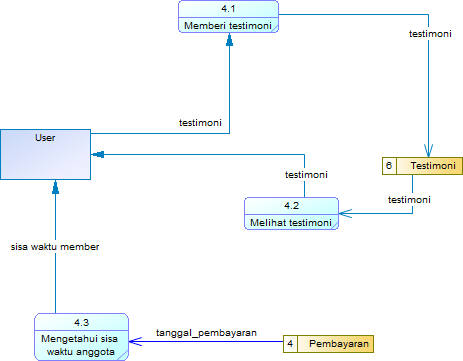 4.1
Memberi testimoni
testimoni
testimoni
User
6 Testimoni
testimoni
testimoni
4.2
Melihat testimoni
sisa waktu member
4.3
Mengetahui sisa
waktu anggota
tanggal_pembayaran
4 Pembayaran